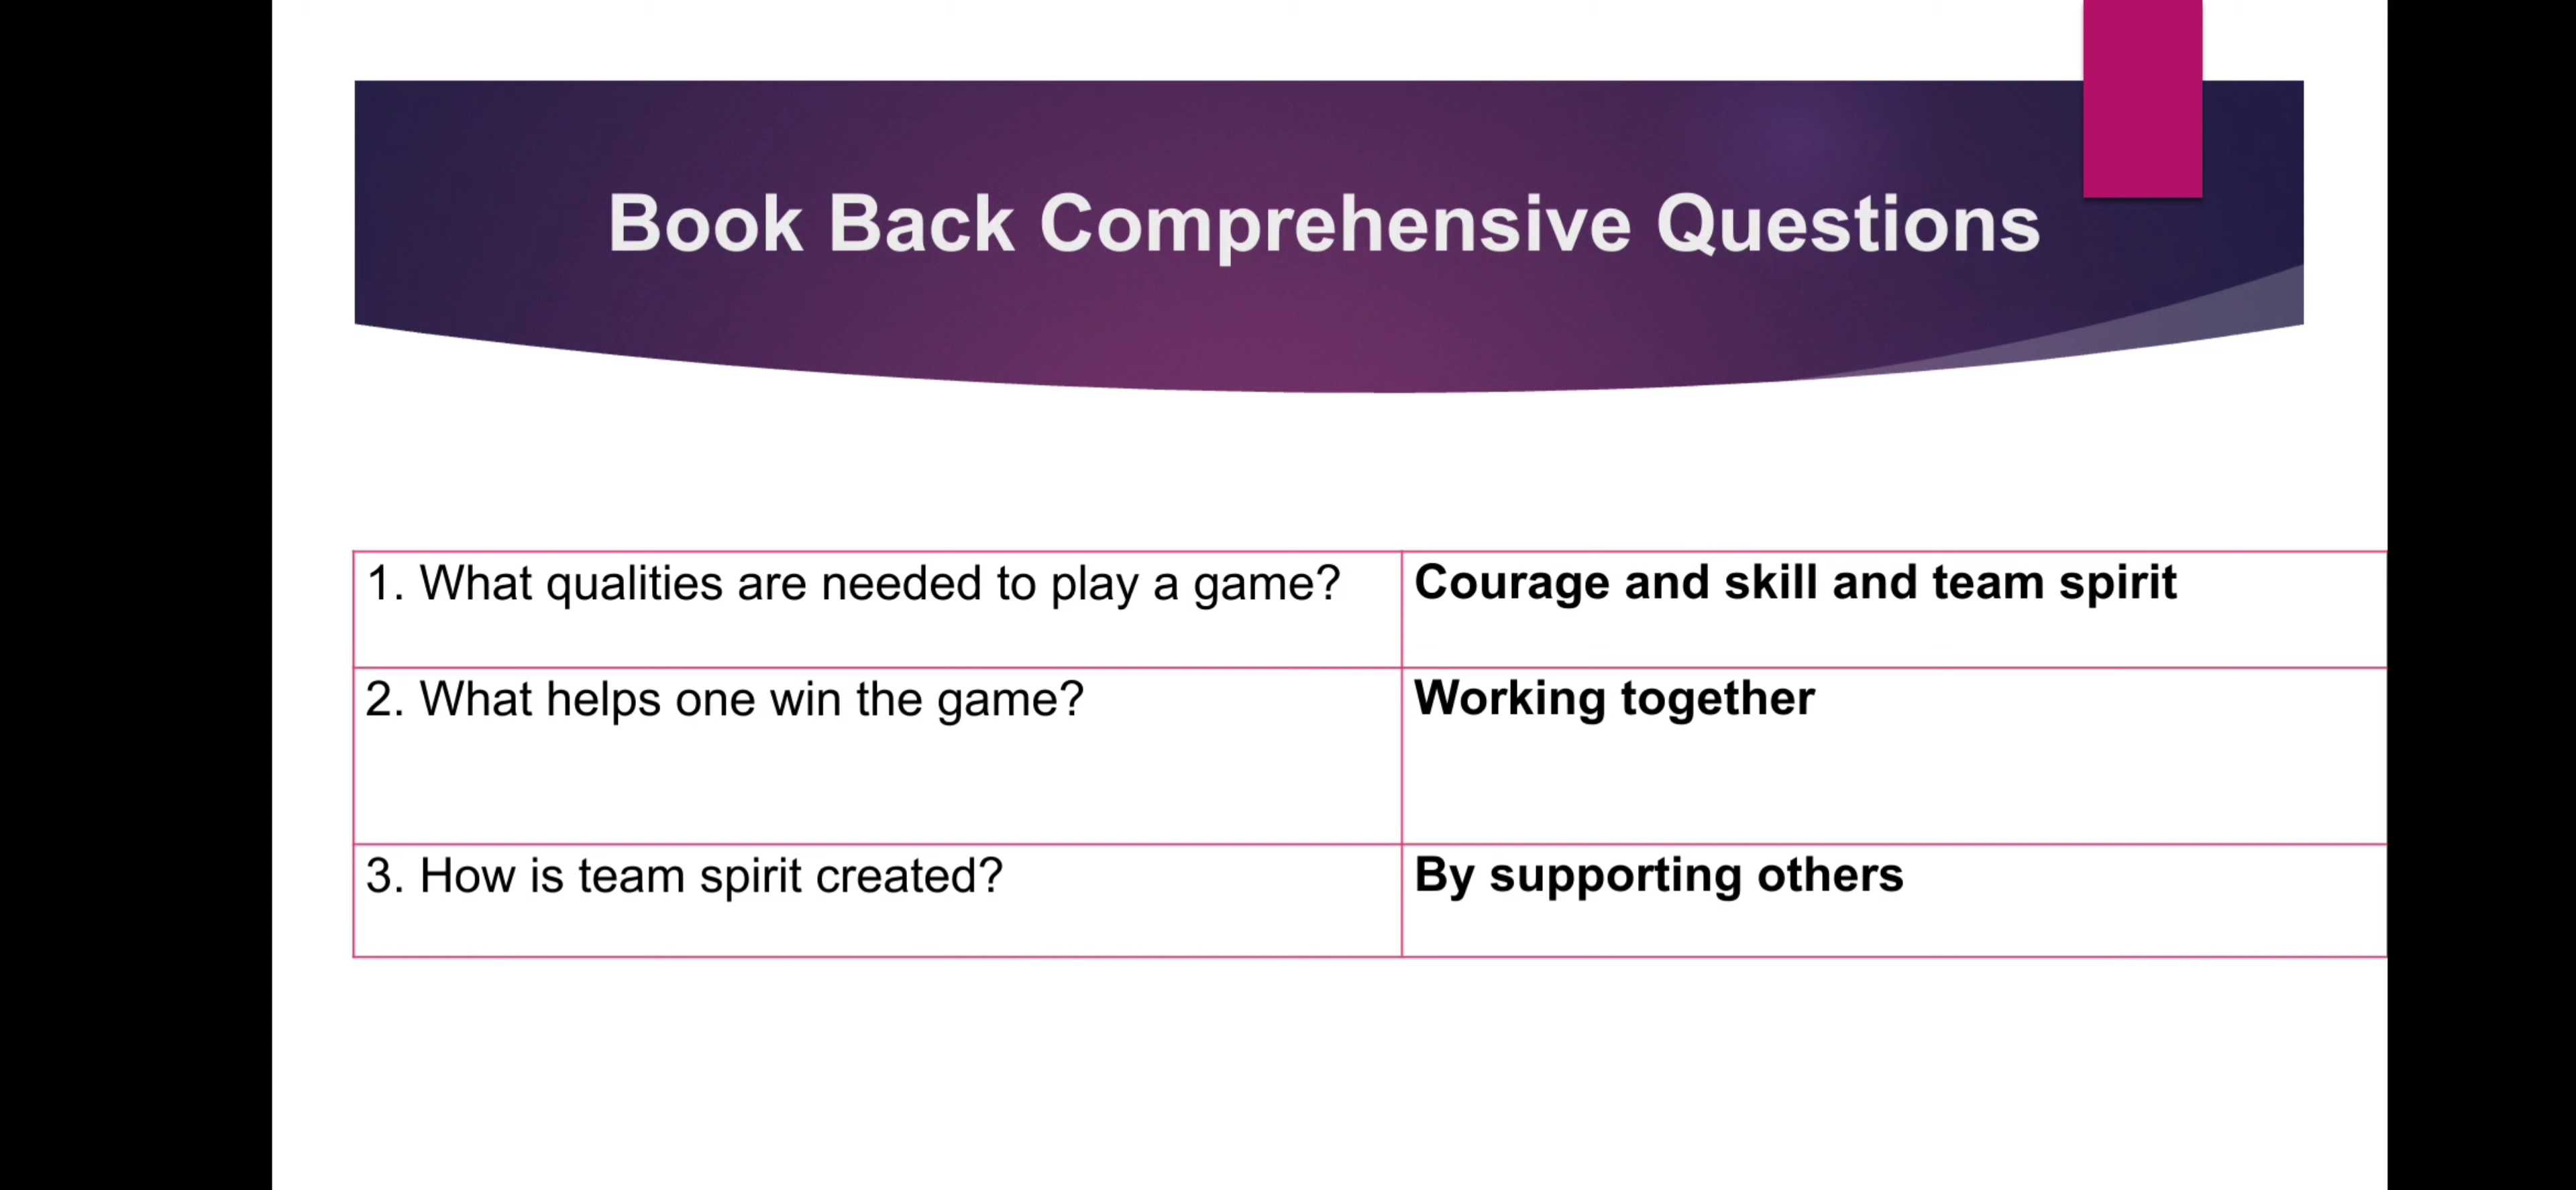 Book Back Comprehensive Questions
1. What qualities are needed to play a game?
Courage and skill and team spirit
2. What helps one win the game?
Working together
3. How is team spirit created?
By supporting others